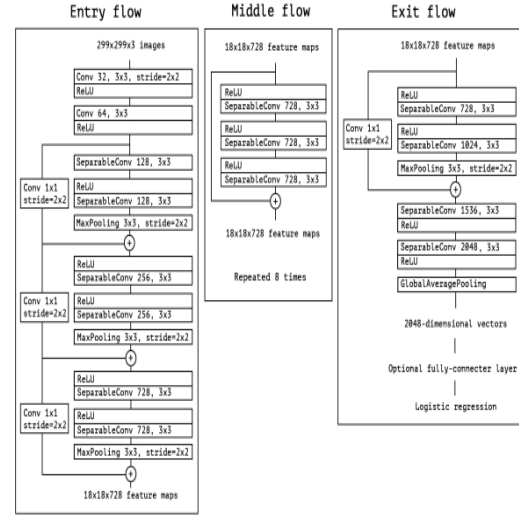 Entry flow
299x299x3 images
Conv 32, 3x3, stride=2x2
ReLU
Conv 64, 3x3
ReLU
SeparableConv 128, 3x3
Conv 1x1
stride=2x2
ReLU
SeparableConv 128, 3x3
MaxPooling 3x3, stride=2x2
+
ReLU
SeparableConv 256, 3x3
Conv 1x1
stride=2x2
ReLU
SeparableConv 256, 3x3
MaxPooling 3x3, stride=2x2
+
ReLU
SeparableConv 728, 3x3
Conv 1x1
stride=2x2
ReLU
SeparableConv 728, 3x3
MaxPooling 3x3, stride=2x2
+
18x18x728 feature maps
Middle flow
18x18x728 feature maps
ReLU
SeparableConv 728, 3x3
ReLU
SeparableConv 728, 3x3
ReLU
SeparableConv 728, 3x3
+
18x18x728 feature maps
Repeated 8 times
Exit flow
18x18x728 feature maps
ReLU
SeparableConv 728, 3x3
Conv 1x1
stride=2x2
ReLU
SeparableConv 1024, 3x3
MaxPooling 3x3, stride=2x2
+
SeparableConv 1536, 3x3
ReLU
SeparableConv 2048, 3x3
ReLU
GlobalAveragePooling
2048-dimensional vectors
Optional fully-connecter layer
Logistic regression